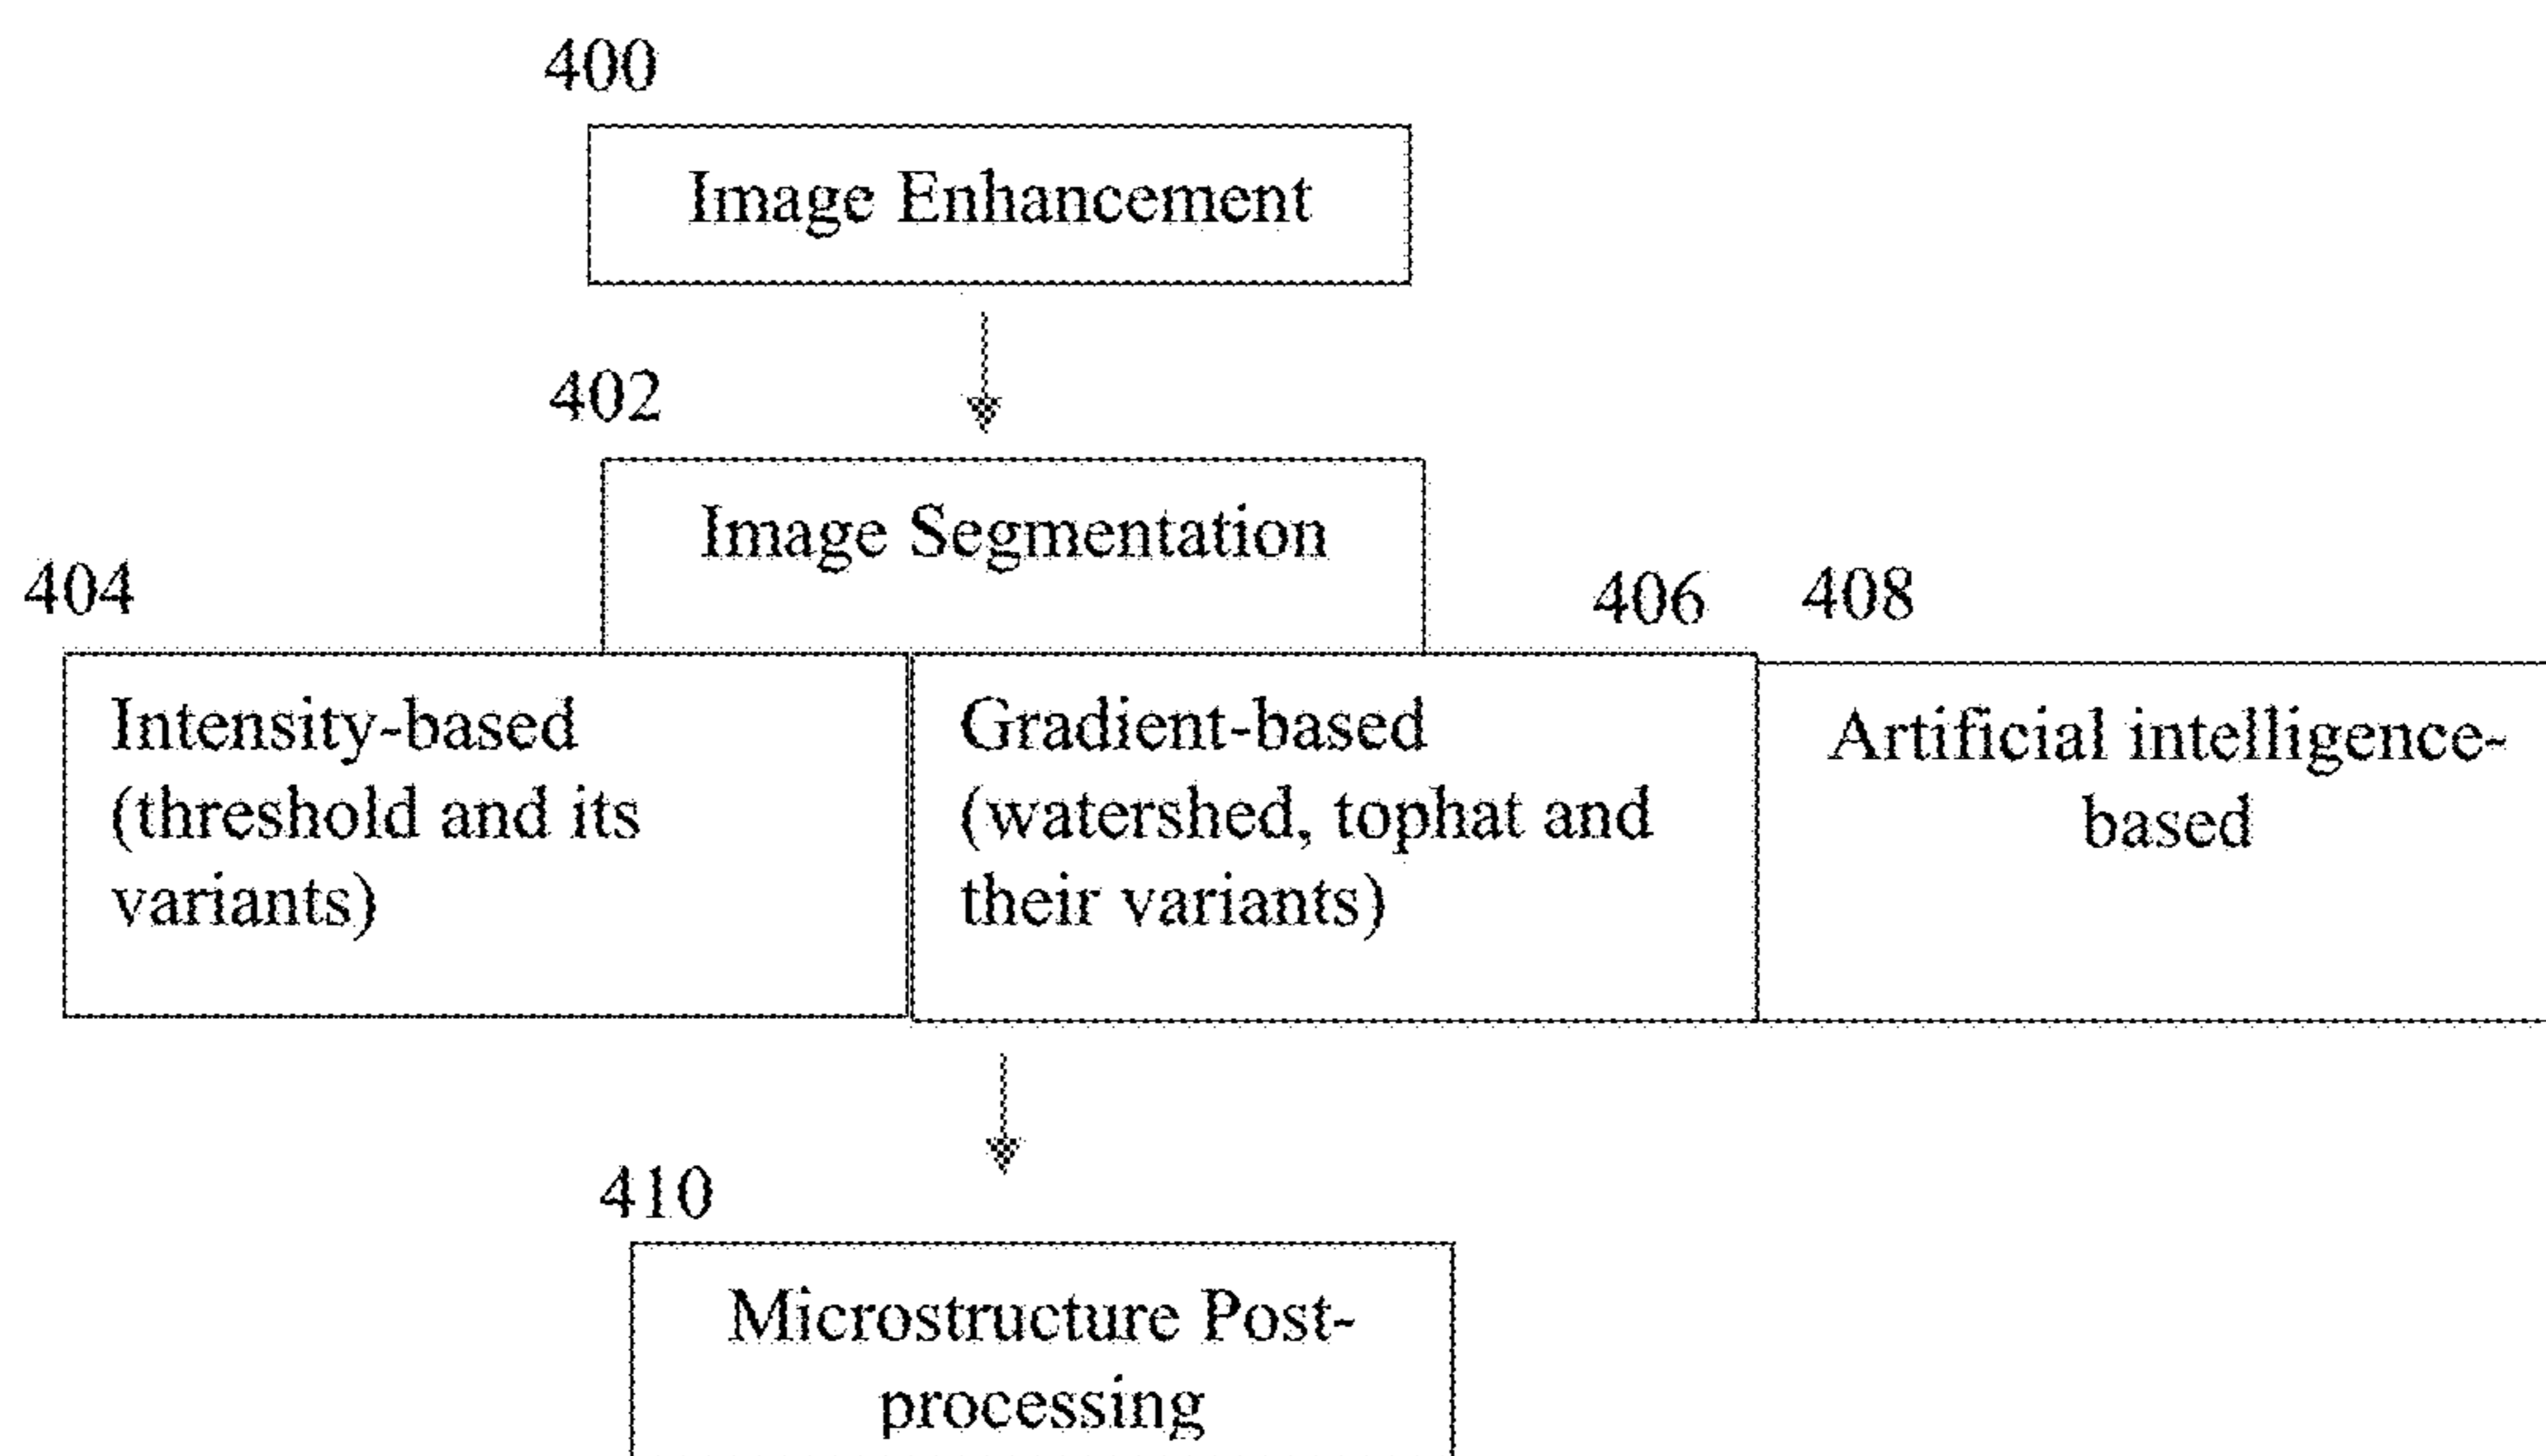 400
Image Enhancement
402
Image Segmentation
404
406
408
Intensity-based
(threshold and its
variants)
Gradient-based
(watershed, tophat and
their variants)
Artificial intelligence-
based
410
Microstructure Post-
processing